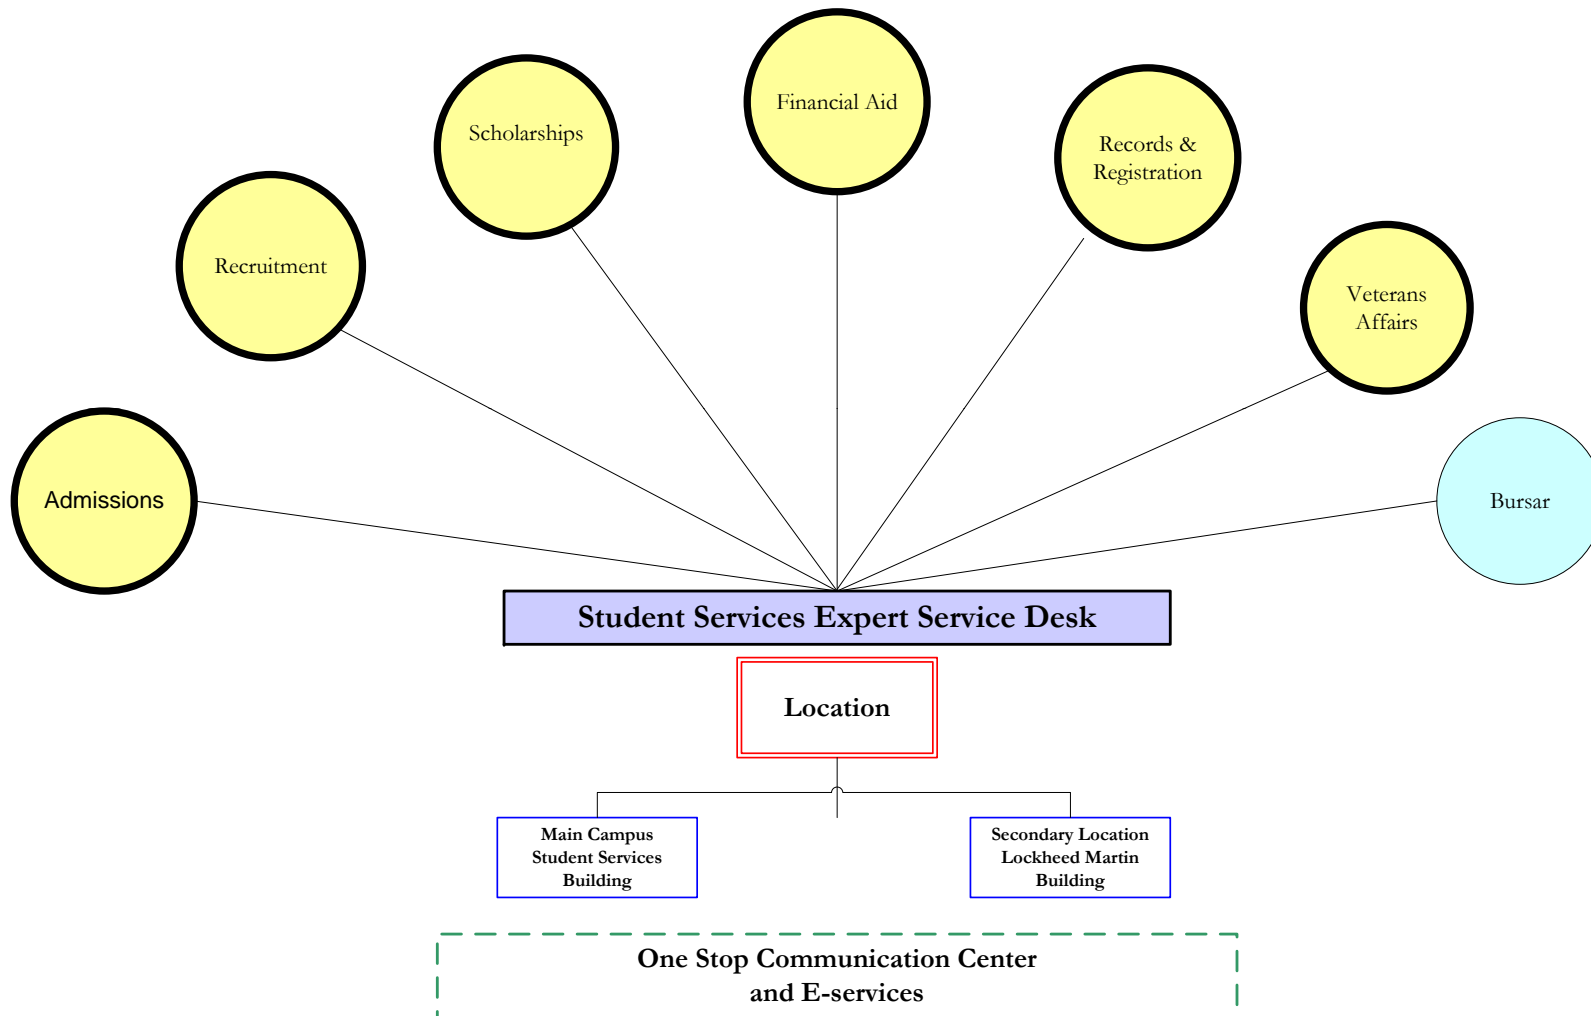 Financial Aid
Scholarships
Records &
Registration
Recruitment
Veterans
Affairs
Admissions
Bursar
Student Services Expert Service Desk
Location
Main Campus
Student Services
Building
Secondary Location
Lockheed Martin
Building
One Stop Communication Center
and E-services